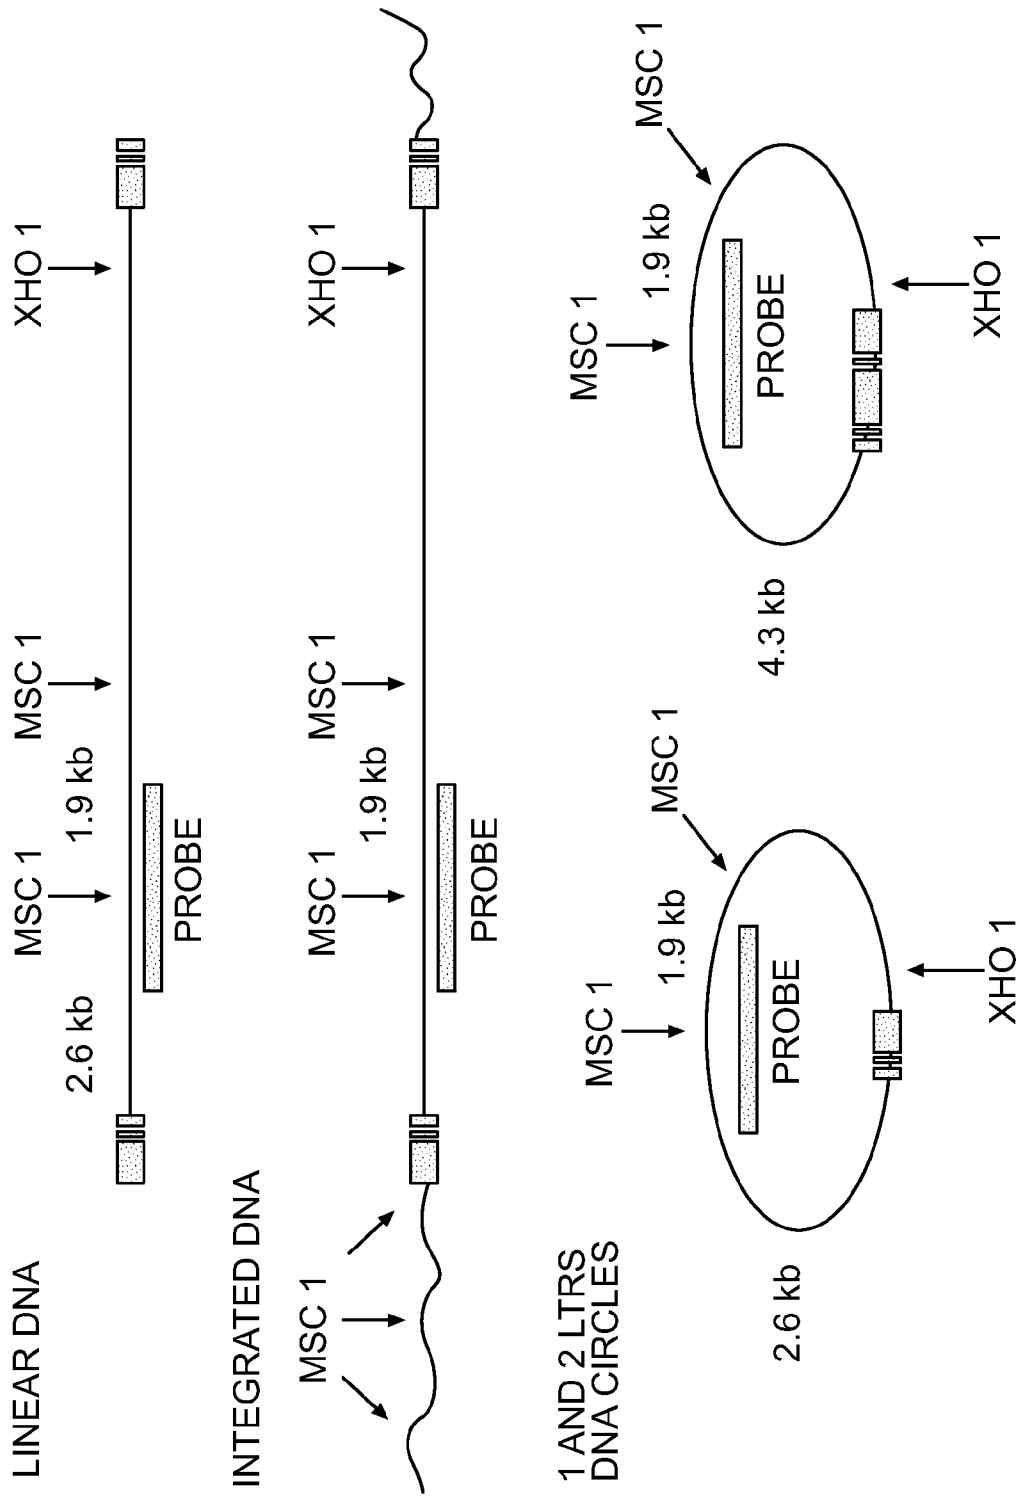 LINEAR DNA
MSC 1
MSC 1
XHO 1
2.6 kb
1.9 kb
PROBE
INTEGRATED DNA
MSC 1
MSC 1
MSC 1
XHO 1
1.9 kb
PROBE
1 AND 2 LTRS
DNA CIRCLES
MSC 1
MSC 1
1.9 kb
PROBE
2.6 kb
XHO 1
MSC 1
MSC 1
1.9 kb
PROBE
4.3 kb
XHO 1